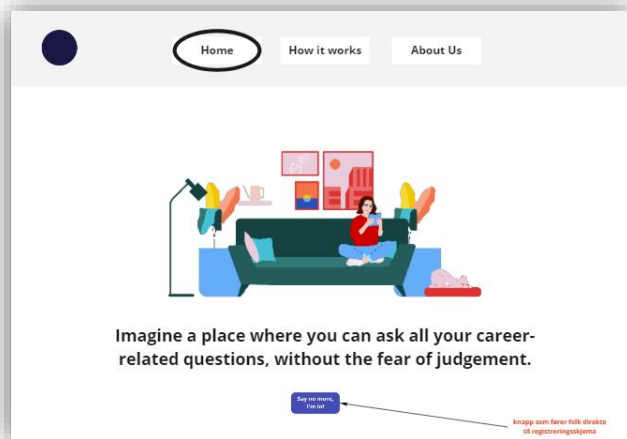 Home
How it works
About Us
Imagine a place where you can ask all your career-
related questions, without the fear of judgement.
Say no more,
I'm in!
knapp som fører folk direkte
til registreringsskjema